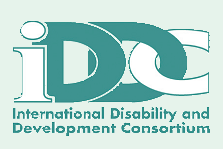 iDDC
International Disability and
Development Consortium